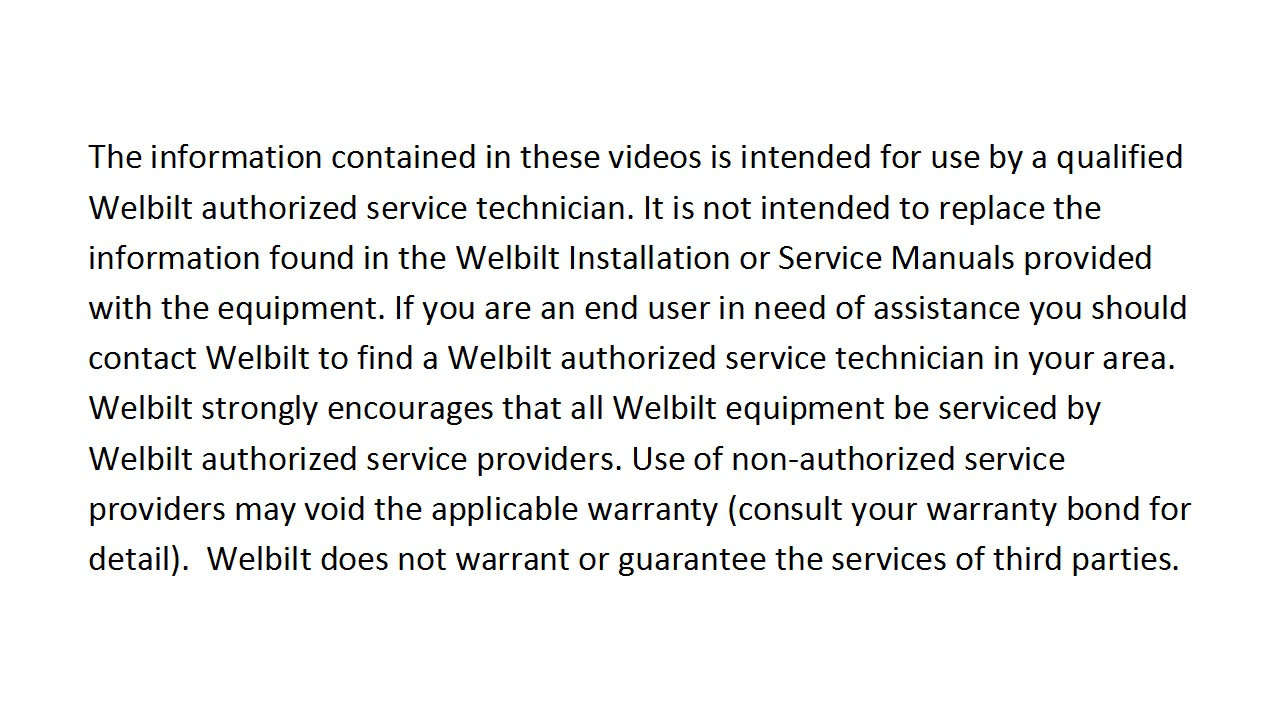 The information contained in these videos is intended for use by a qualified
Welbilt authorized service technician. It is not intended to replace the
information found in the Welbilt Installation or Service Manuals provided
with the equipment. If you are an end user in need of assistance you should
contact Welbilt to find a Welbilt authorized service technician in your area.
Welbilt strongly encourages that all Welbilt equipment be serviced by
Welbilt authorized service providers. Use of non-authorized service
providers may void the applicable warranty (consult your warranty bond for
detail).  Welbilt does not warrant or guarantee the services of third parties.